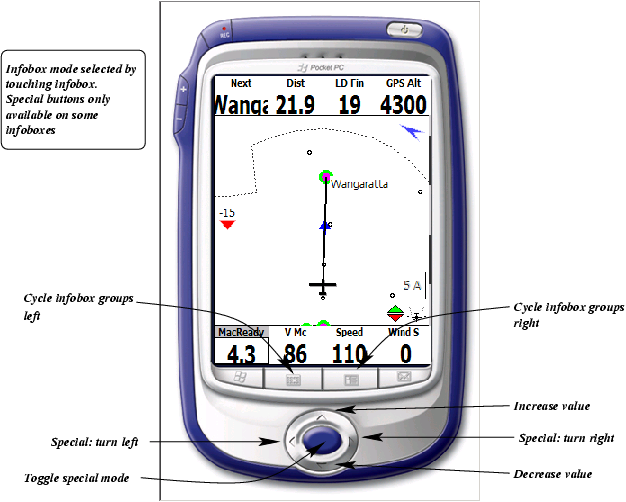 REC
Infobox mode selected by
touching infobox.
Special buttons only
available on some
infoboxes
Pocket PC
Next Dist LD Fin GPS Alt
Wanga 21.9 19 4300
Wangaratta
-15
5 A
Cycle infobox groups
left
Cycle infobox groups
right
MacReady V Mc Speed Wind S
4.3 86 110 0
Increase value
Special: turn left
Special: turn right
Toggle special mode
Decrease value